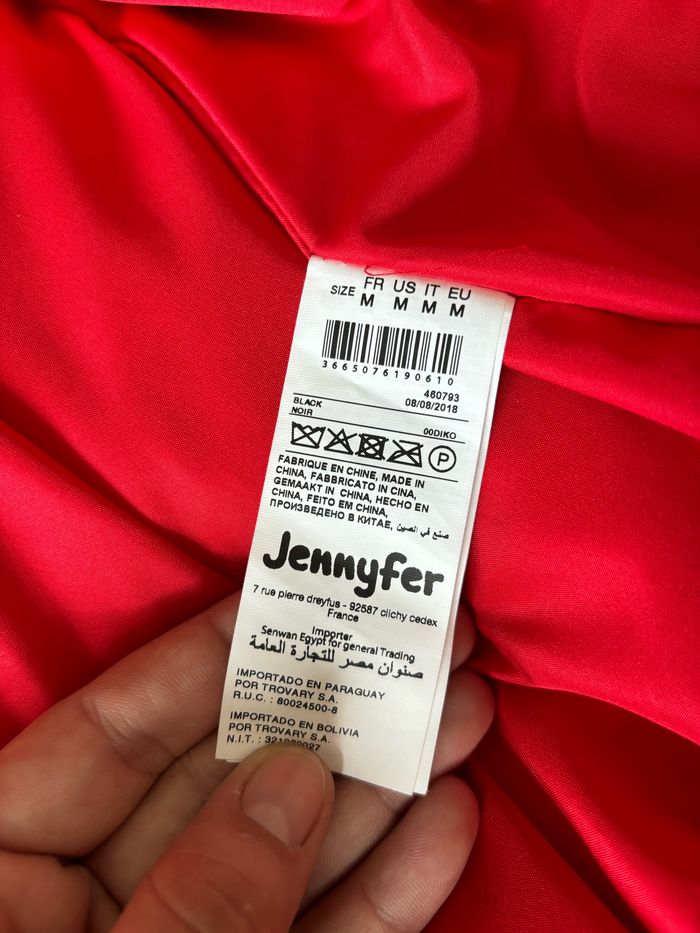 FR US IT EU
SIZE M M M M
3665076190610
460793
08/08/2018
BLACK
NOIR
00DIKO
P
FABRIQUE EN CHINE, MADE IN
CHINA, FABBRICATO IN CINA,
GEMAAKT IN CHINA, HECHO EN
CHINA, FEITO EM CHINA,
ПРОИЗВЕДЕНО В КИТАЕ, صنع في الصين
Jennyfer
7 rue pierre dreyfus - 92587 clichy cedex
France
Importer
Senwan Egypt for general Trading
صنوان مصر للتجارة العامة
IMPORTADO EN PARAGUAY
POR TROVARY S.A.
R.U.C. : 80024500-8
IMPORTADO EN BOLIVIA
POR TROVARY S.A.
N.I.T. :